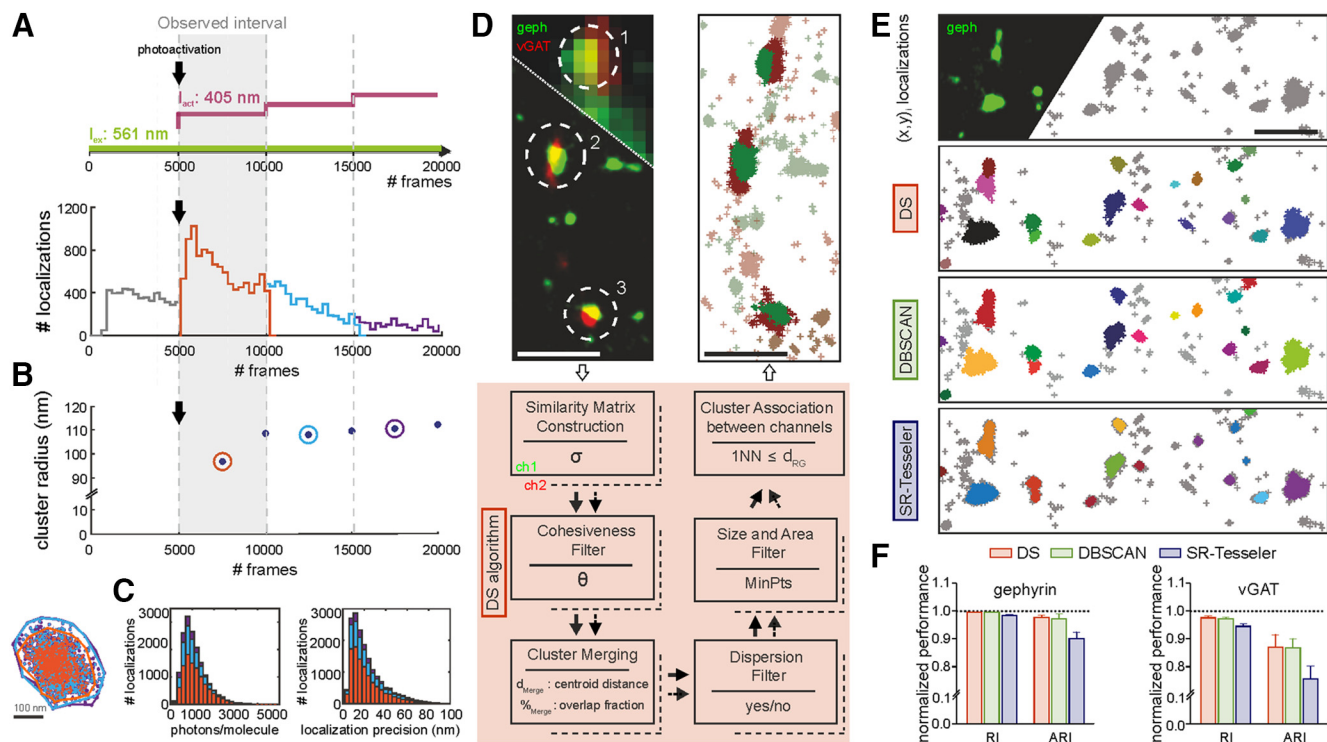 A
Observed interval
photoactivation
I_act: 405 nm
I_ex: 561 nm
0 5000 10000 15000 20000
# frames
# localizations
1200
800
400
0
0 5000 10000 15000 20000
# frames
B
cluster radius (nm)
120
110
100
90
10
0
0 5000 10000 15000 20000
# frames
100 nm
C
# localizations
3000
2000
1000
0
1000 3000 5000
photons/molecule
# localizations
3000
2000
1000
0
0 20 40 60 80 100
localization precision (nm)
D
geph
vGAT
1
2
3
DS algorithm
Similarity Matrix
Construction
σ
ch1
ch2
Cohesiveness
Filter
θ
Cluster Merging
d_Merge : centroid distance
%_Merge : overlap fraction
Dispersion
Filter
yes/no
Size and Area
Filter
MinPts
Cluster Association
between channels
1NN ≤ d_RG
E
geph
(x,y)_i localizations
DS
DBSCAN
SR-Tesseler
F
DS DBSCAN SR-Tesseler
gephyrin
normalized performance
1.0
0.9
0.8
0.1
0.0
RI ARI
vGAT
normalized performance
1.0
0.9
0.8
0.1
0.0
RI ARI